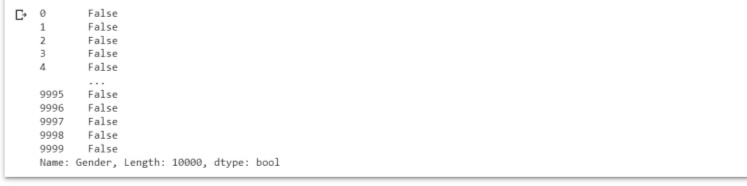 0 False
1 False
2 False
3 False
4 False
...
9995 False
9996 False
9997 False
9998 False
9999 False
Name: Gender, Length: 10000, dtype: bool